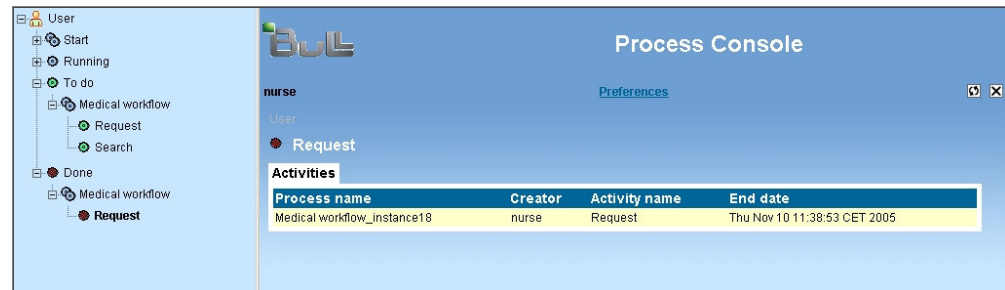 User
Start
Running
To do
Medical workflow
Request
Search
Done
Medical workflow
Request
Bull
Process Console
nurse Preferences
User
Request
Activities
Process name Creator Activity name End date
Medical workflow_instance18 nurse Request Thu Nov 10 11:38:53 CET 2005